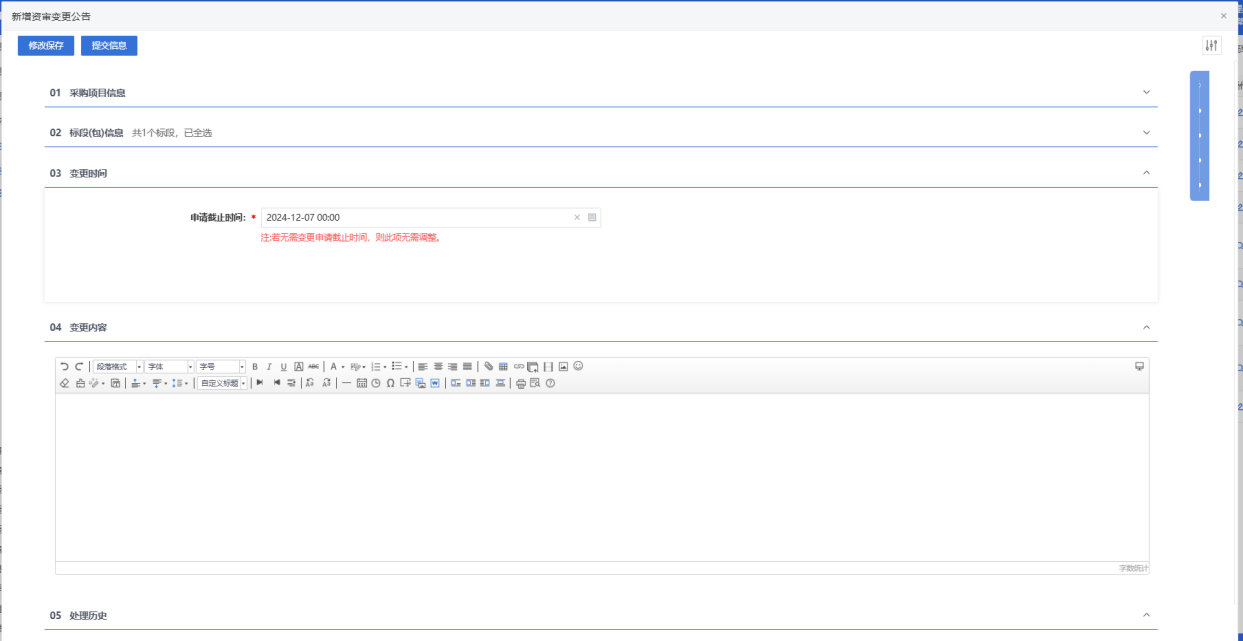 新增资审变更公告
×
修改保存 提交信息
01 采购项目信息
02 标段(包)信息 共1个标段，已全选
03 变更时间
申请截止时间: * 2024-12-07 00:00 ×
注:若无需变更申请截止时间，则此项无需调整。
04 变更内容
段落格式 字体 字号 B I U A ABC A
自定义标题 Ω
字数统计
05 处理历史